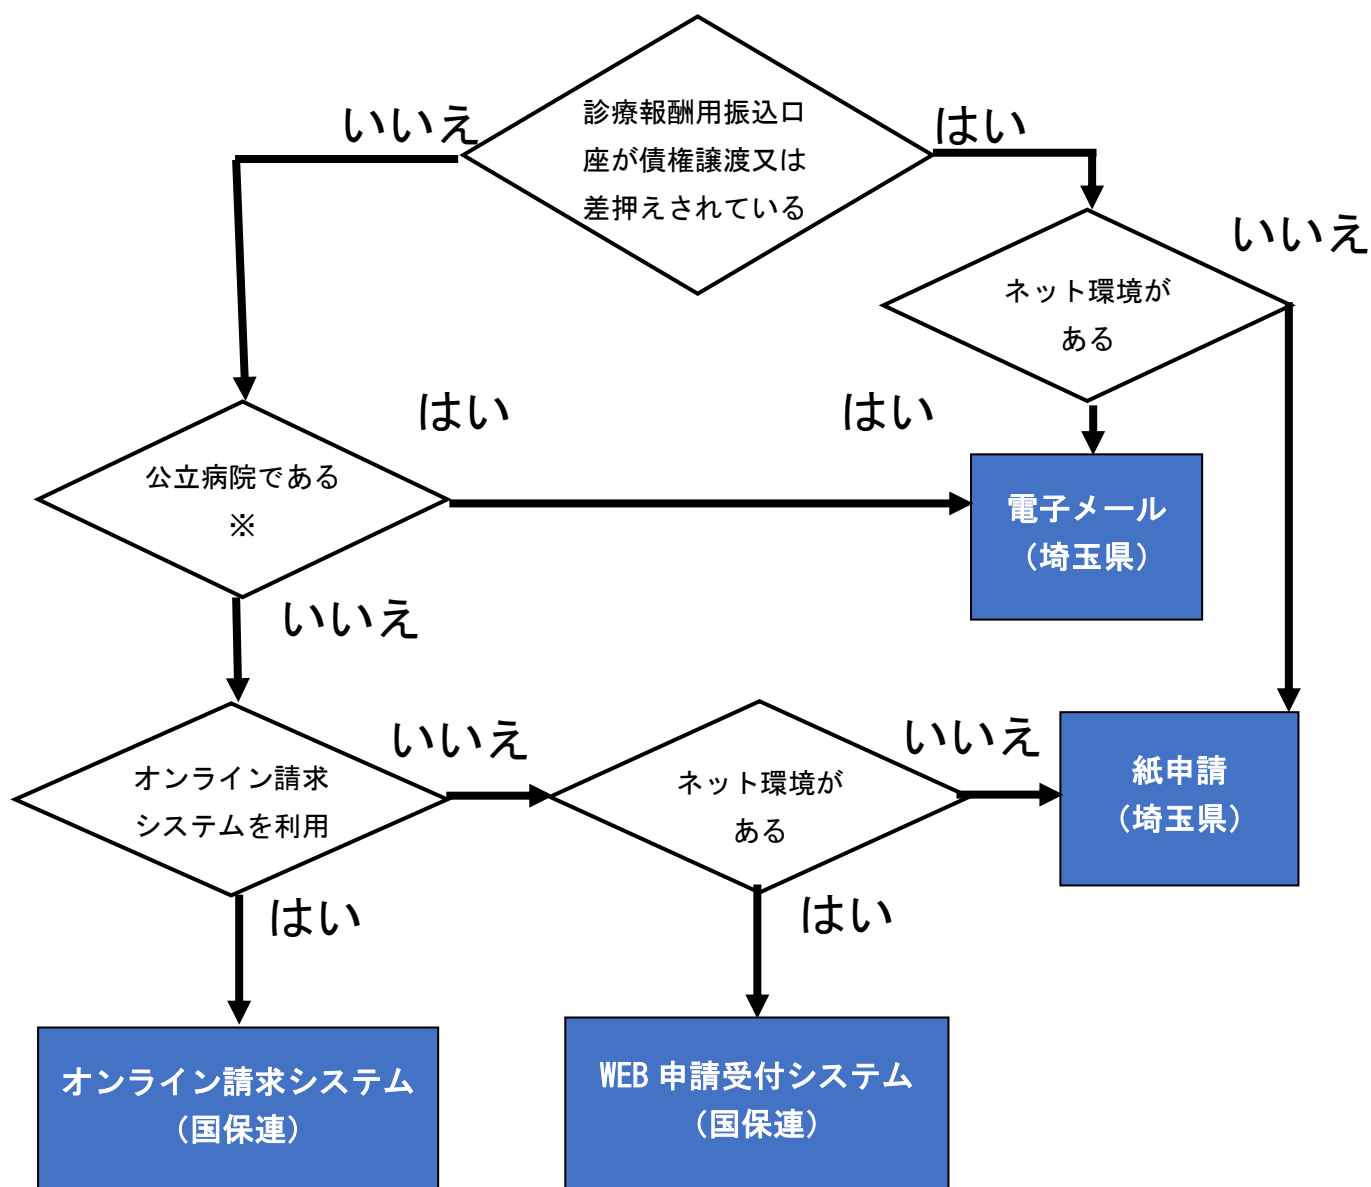 診療報酬用振込口
座が債権譲渡又は
差押えされている
いいえ
はい
ネット環境が
ある
いいえ
はい
公立病院である
※
はい
いいえ
電子メール
（埼玉県）
オンライン請求
システムを利用
いいえ
はい
ネット環境が
ある
いいえ
はい
紙申請
（埼玉県）
オンライン請求システム
（国保連）
WEB 申請受付システム
（国保連）